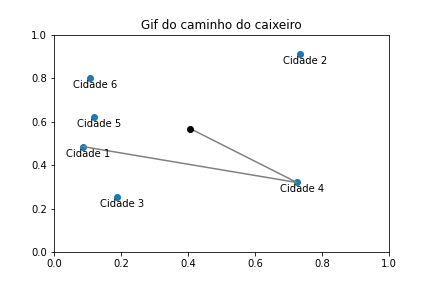 Gif do caminho do caixeiro
1.0
Cidade 2
0.8
Cidade 6
0.6
Cidade 5
Cidade 1
0.4
Cidade 4
0.2
Cidade 3
0.0
0.0 0.2 0.4 0.6 0.8 1.0